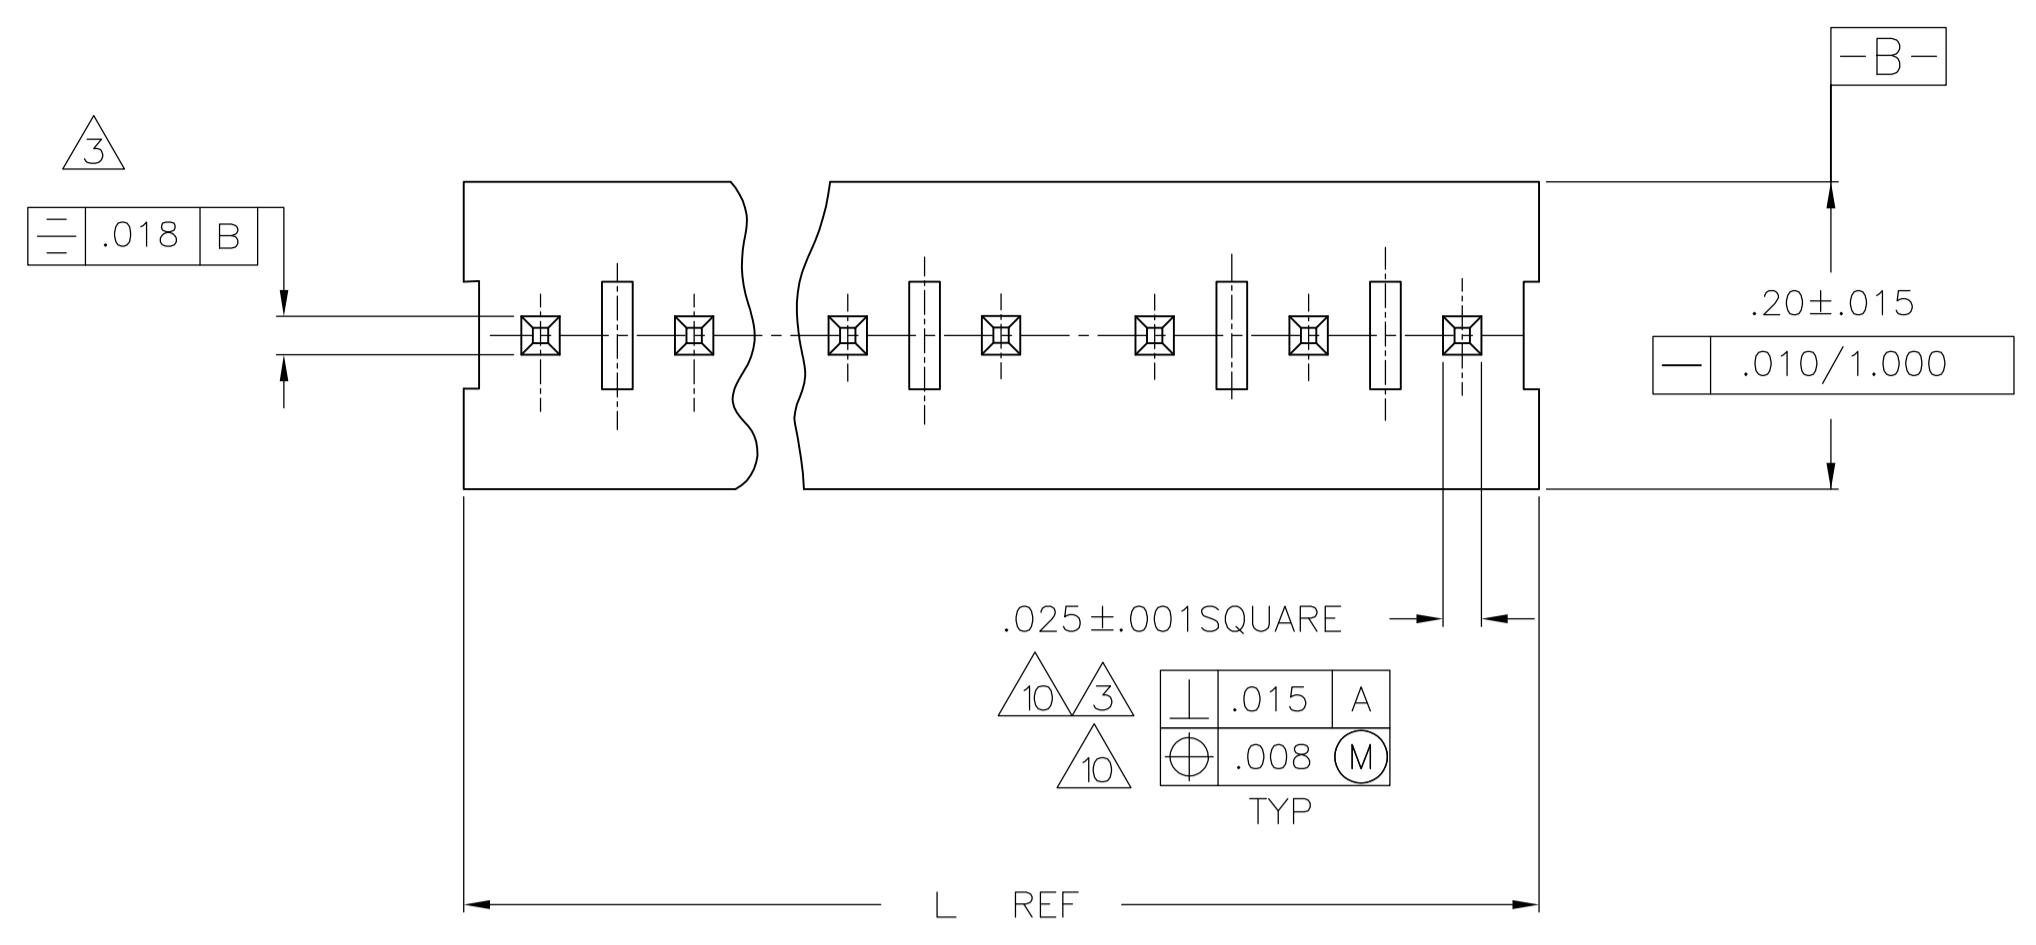 -B-
3
.018 B
.20±.015
.010/1.000
.025±.001SQUARE
10 3 .015 A
10 .008 M
TYP
L REF